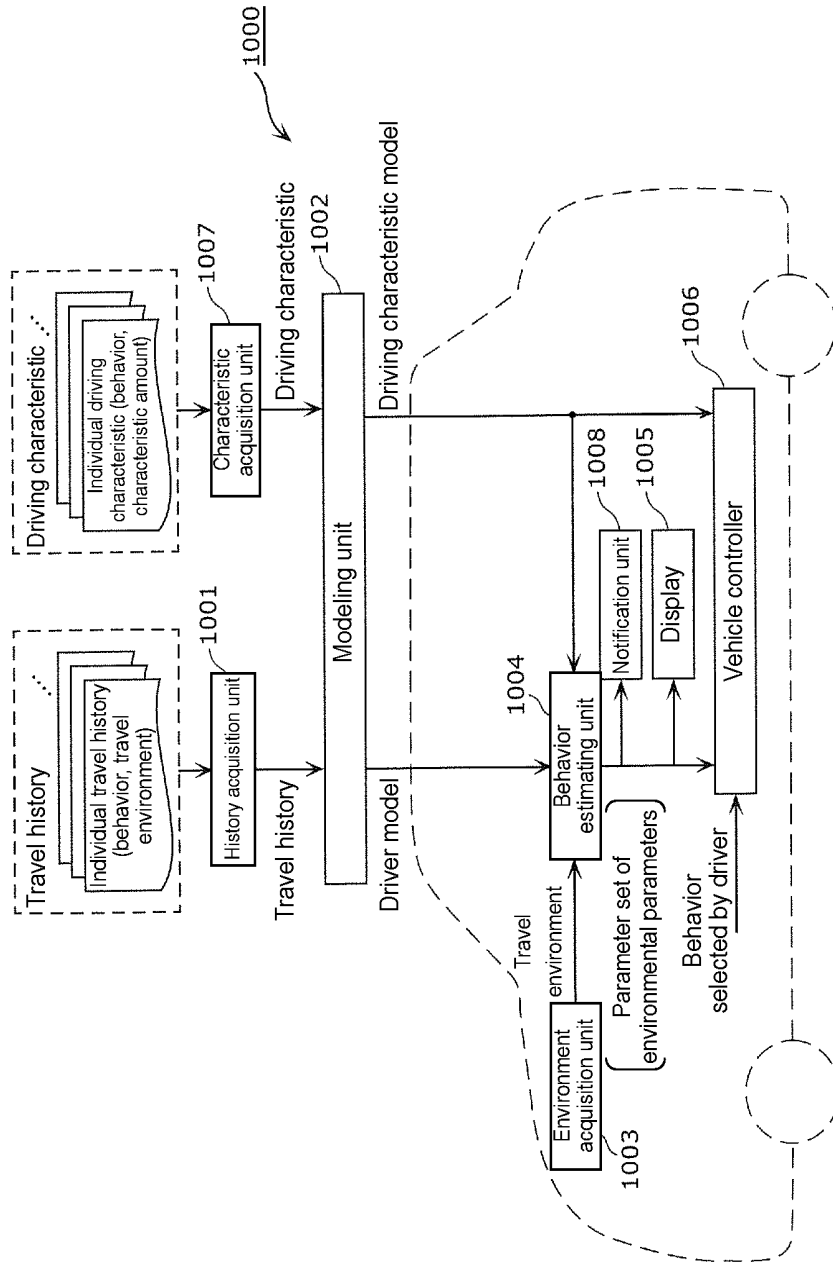 1000
Travel history
Individual travel history
(behavior, travel
environment)
...
Driving characteristic
Individual driving
characteristic (behavior,
characteristic amount)
...
1001
History acquisition unit
1007
Characteristic
acquisition unit
Travel history
Driving characteristic
1002
Modeling unit
Driver model
Driving characteristic model
Environment
acquisition unit
1003
Travel
environment
Parameter set of
environmental parameters
1004
Behavior
estimating unit
Notification unit
1008
Display
1005
Behavior
selected by driver
Vehicle controller
1006